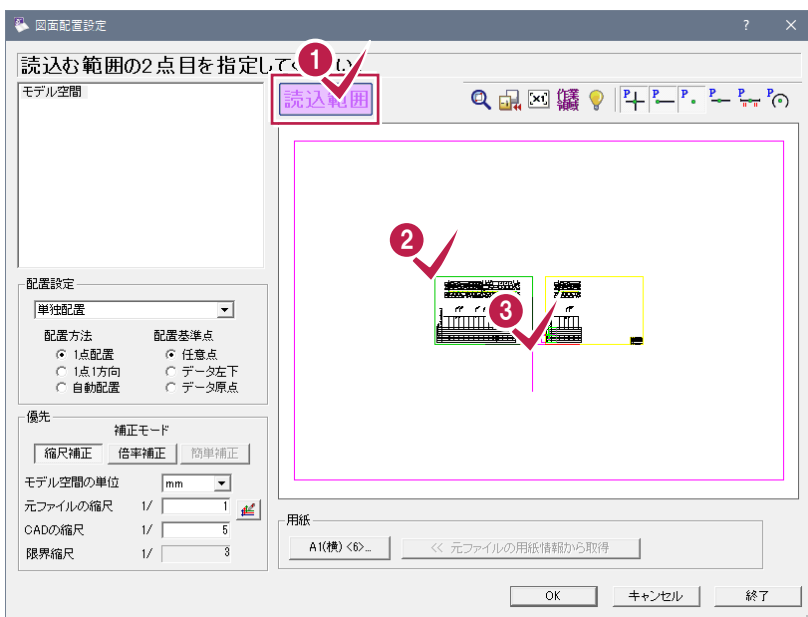 図面配置設定
読込む範囲の2点目を指定し
1
モデル空間
読込範囲
2
3
配置設定
単独配置
配置方法 配置基準点
1点配置 任意点
1点1方向 データ左下
自動配置 データ原点
優先
補正モード
縮尺補正 倍率補正 簡単補正
モデル空間の単位 mm
元ファイルの縮尺 1/ 1
CADの縮尺 1/ 5
限界縮尺 1/ 3
用紙
A1(横) <6>... << 元ファイルの用紙情報から取得
OK キャンセル 終了